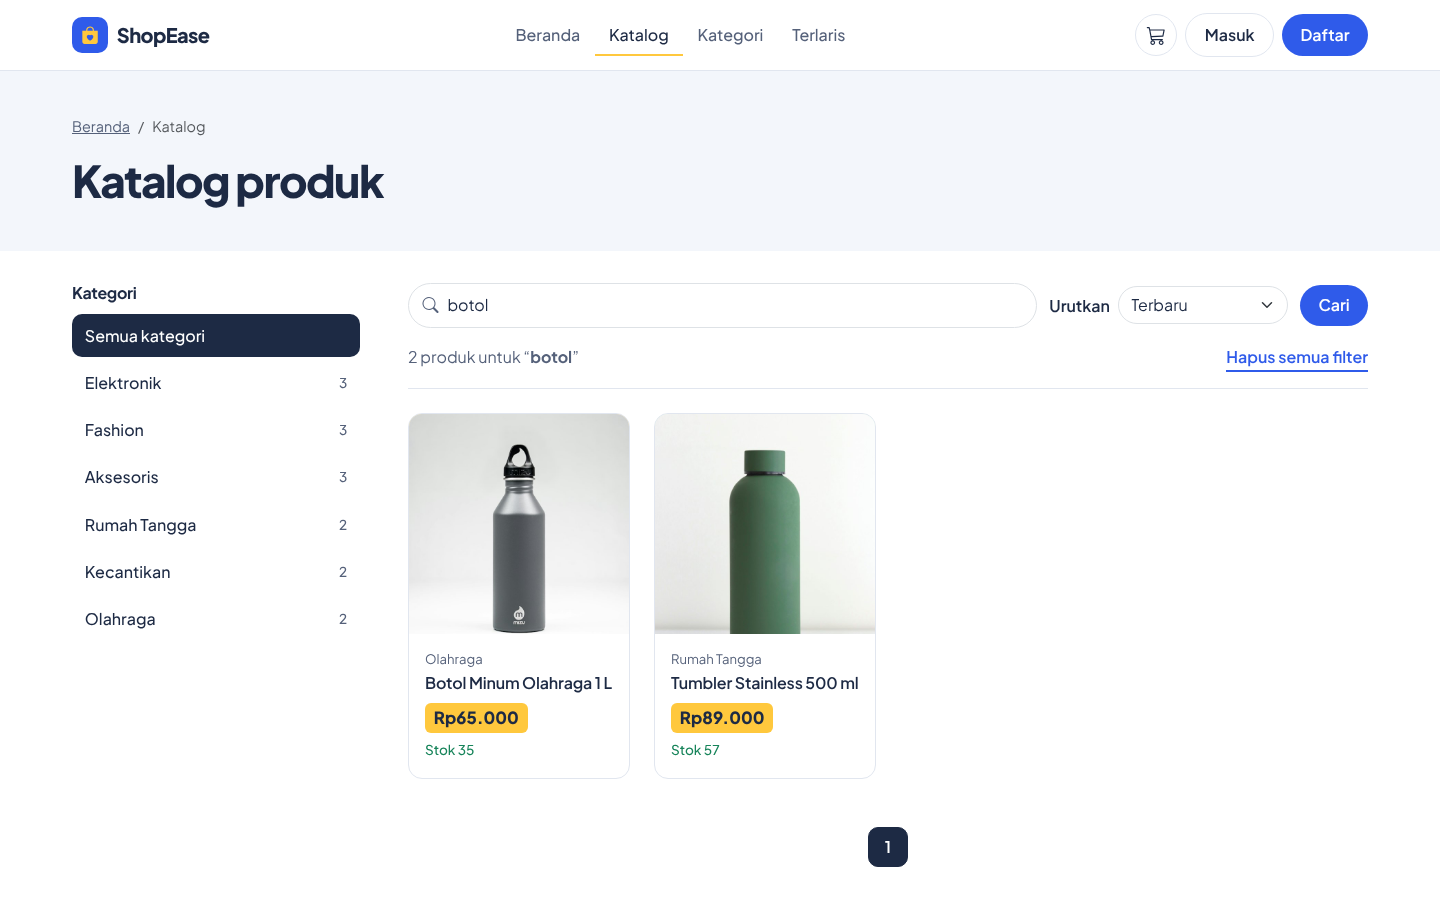 ShopEase
Beranda
Katalog
Kategori
Terlaris
Masuk
Daftar
Beranda / Katalog
Katalog produk
Kategori
Semua kategori
Elektronik 3
Fashion 3
Aksesoris 3
Rumah Tangga 2
Kecantikan 2
Olahraga 2
botol
Urutkan
Terbaru
Cari
2 produk untuk “botol”
Hapus semua filter
mizu
Olahraga
Botol Minum Olahraga 1 L
Rp65.000
Stok 35
Rumah Tangga
Tumbler Stainless 500 ml
Rp89.000
Stok 57
1